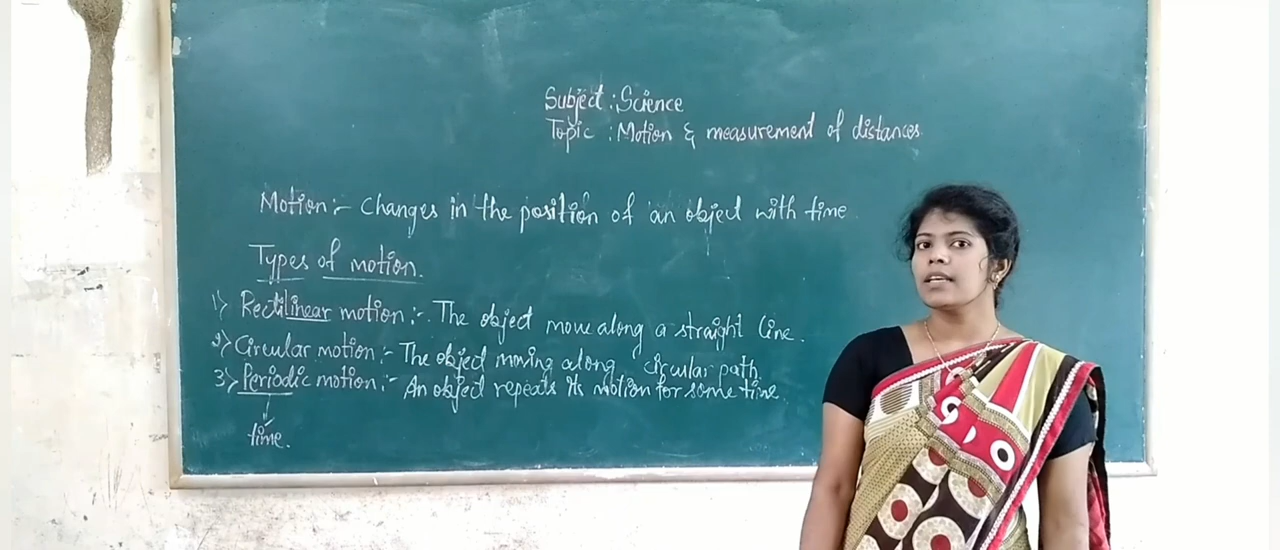 Subject : Science
Topic : Motion & measurement of distances.
Motion :- Changes in the position of an object with time.
Types of motion.
1) Rectilinear motion :- The object move along a straight line.
2) Circular motion :- The object moving along circular path.
3) Periodic motion :- An object repeats its motion for some time.
time.